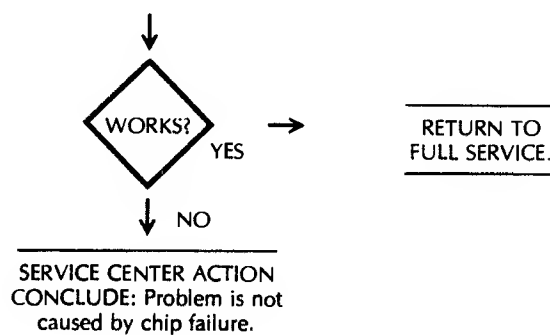 WORKS?
YES
RETURN TO
FULL SERVICE.
NO
SERVICE CENTER ACTION
CONCLUDE: Problem is not
caused by chip failure.